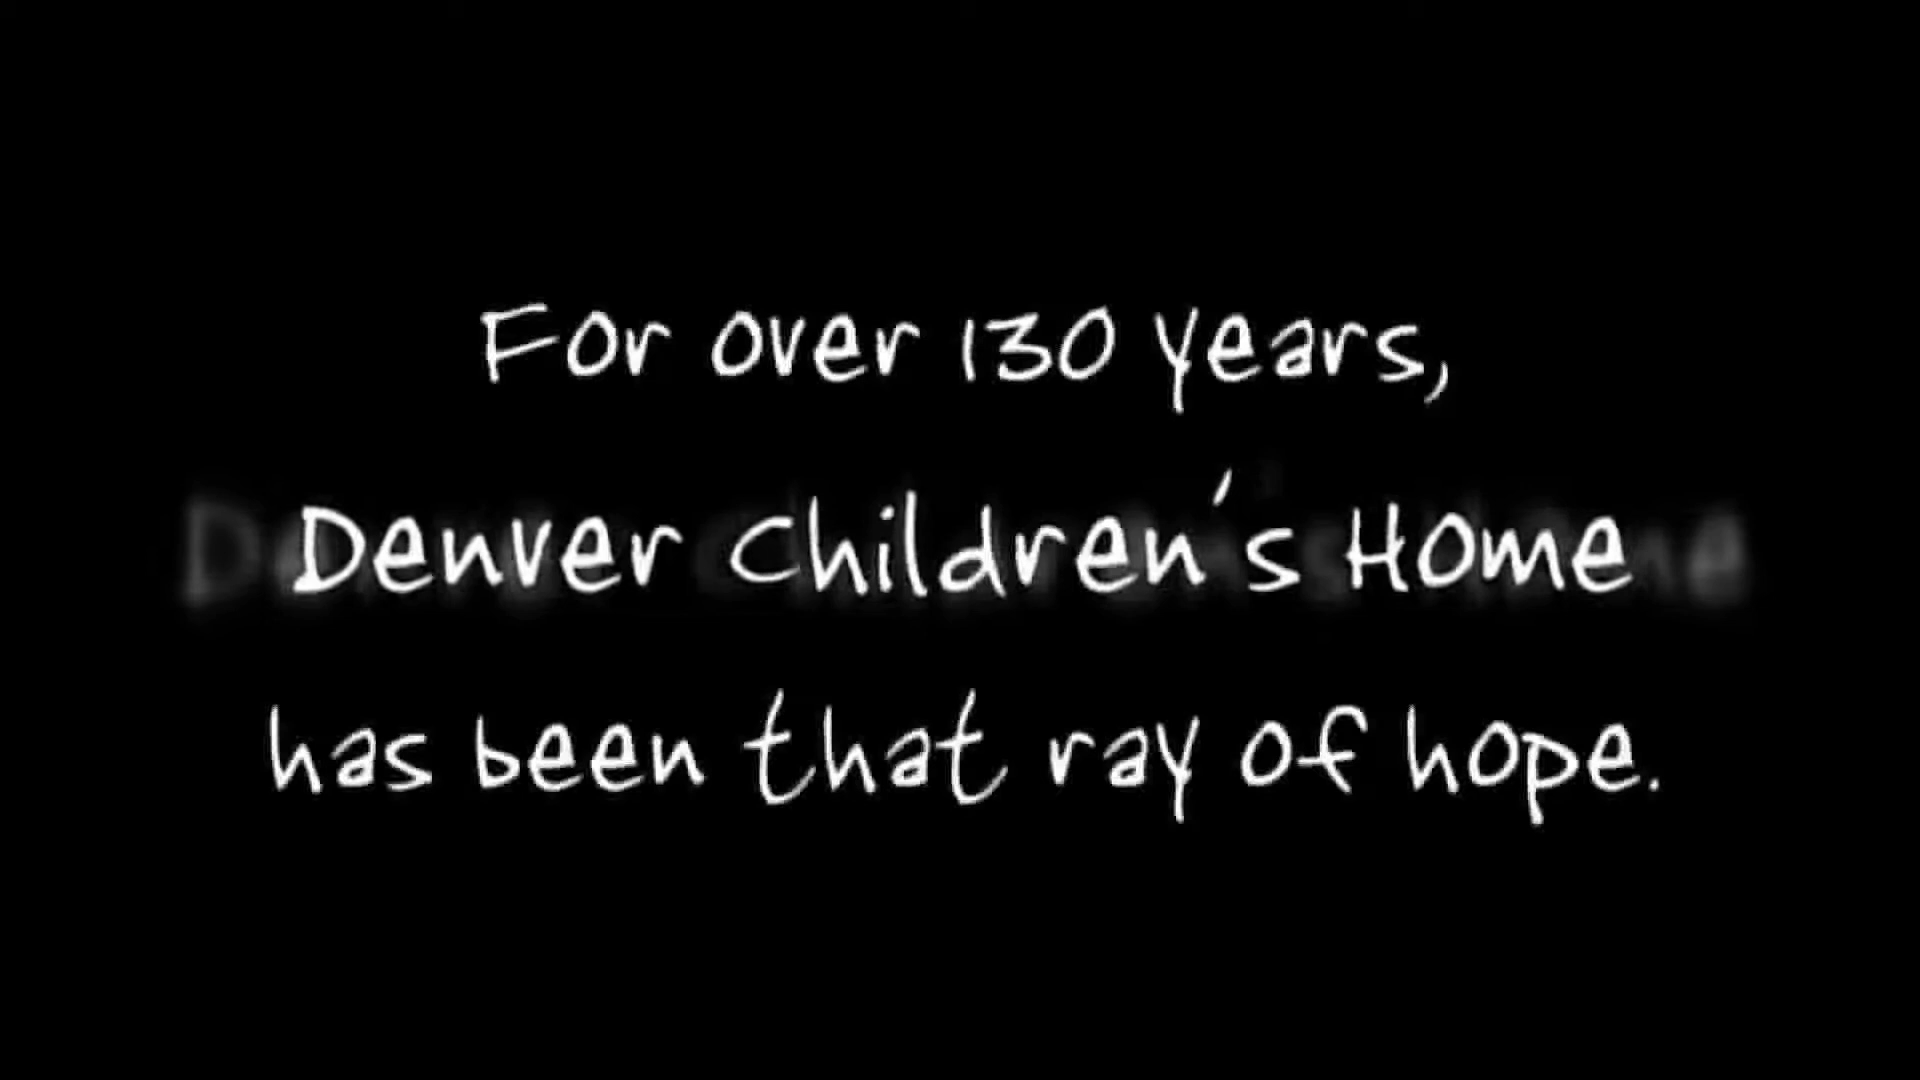 For over 130 years,
Denver Children's Home
has been that ray of hope.